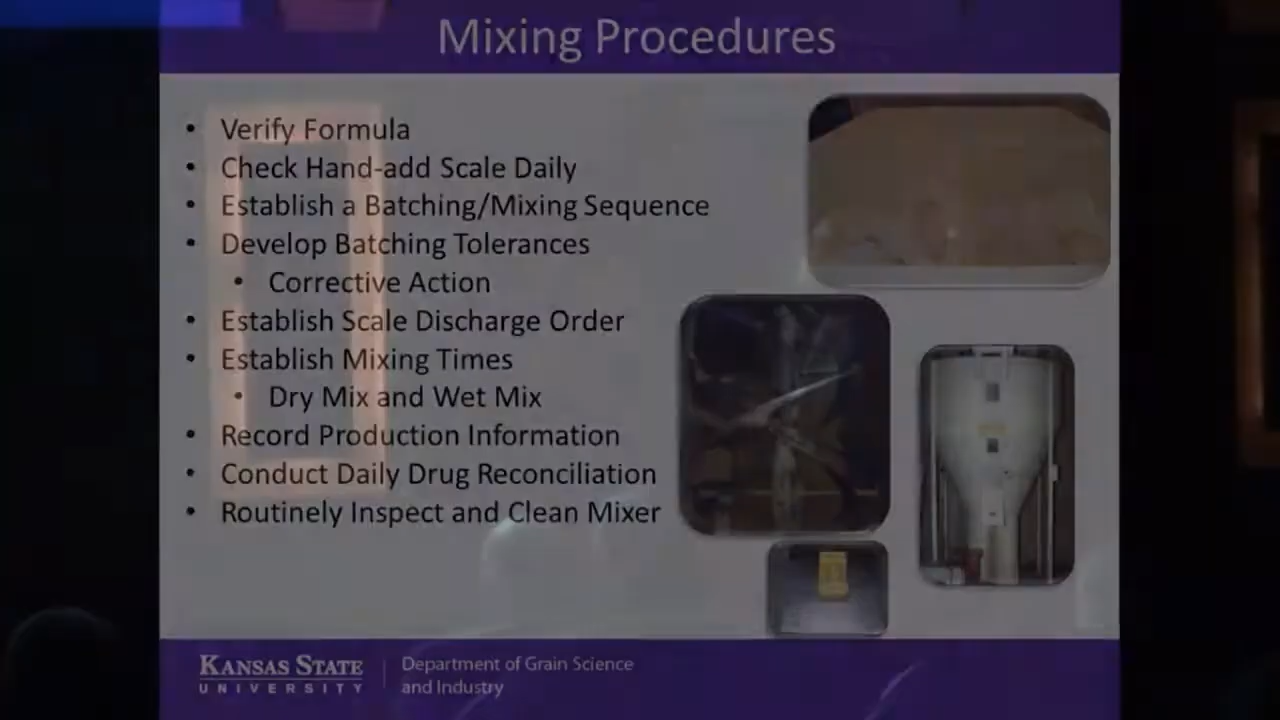 Mixing Procedures
• Verify Formula
• Check Hand-add Scale Daily
• Establish a Batching/Mixing Sequence
• Develop Batching Tolerances
• Corrective Action
• Establish Scale Discharge Order
• Establish Mixing Times
• Dry Mix and Wet Mix
• Record Production Information
• Conduct Daily Drug Reconciliation
• Routinely Inspect and Clean Mixer
KANSAS STATE
UNIVERSITY
Department of Grain Science
and Industry